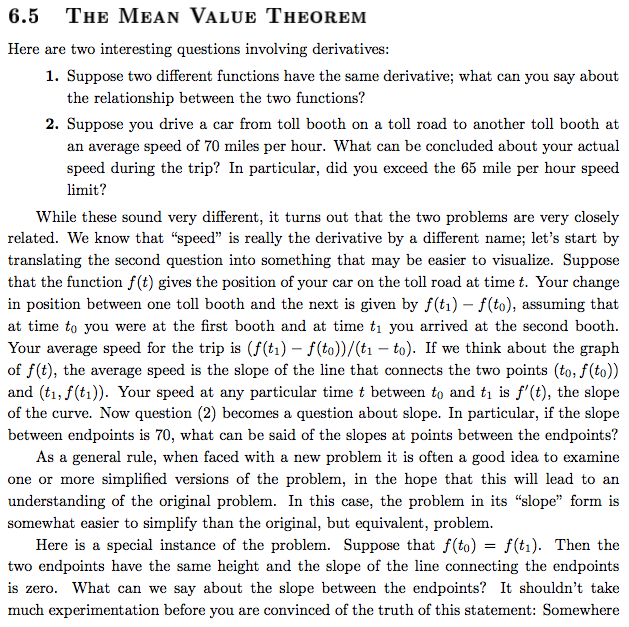 6.5 THE MEAN VALUE THEOREM
Here are two interesting questions involving derivatives:
1. Suppose two different functions have the same derivative; what can you say about
the relationship between the two functions?
2. Suppose you drive a car from toll booth on a toll road to another toll booth at
an average speed of 70 miles per hour. What can be concluded about your actual
speed during the trip? In particular, did you exceed the 65 mile per hour speed
limit?
While these sound very different, it turns out that the two problems are very closely
related. We know that “speed” is really the derivative by a different name; let’s start by
translating the second question into something that may be easier to visualize. Suppose
that the function f(t) gives the position of your car on the toll road at time t. Your change
in position between one toll booth and the next is given by f(t₁) − f(t₀), assuming that
at time t₀ you were at the first booth and at time t₁ you arrived at the second booth.
Your average speed for the trip is (f(t₁) − f(t₀))/(t₁ − t₀). If we think about the graph
of f(t), the average speed is the slope of the line that connects the two points (t₀, f(t₀))
and (t₁, f(t₁)). Your speed at any particular time t between t₀ and t₁ is f′(t), the slope
of the curve. Now question (2) becomes a question about slope. In particular, if the slope
between endpoints is 70, what can be said of the slopes at points between the endpoints?
As a general rule, when faced with a new problem it is often a good idea to examine
one or more simplified versions of the problem, in the hope that this will lead to an
understanding of the original problem. In this case, the problem in its “slope” form is
somewhat easier to simplify than the original, but equivalent, problem.
Here is a special instance of the problem. Suppose that f(t₀) = f(t₁). Then the
two endpoints have the same height and the slope of the line connecting the endpoints
is zero. What can we say about the slope between the endpoints? It shouldn’t take
much experimentation before you are convinced of the truth of this statement: Somewhere